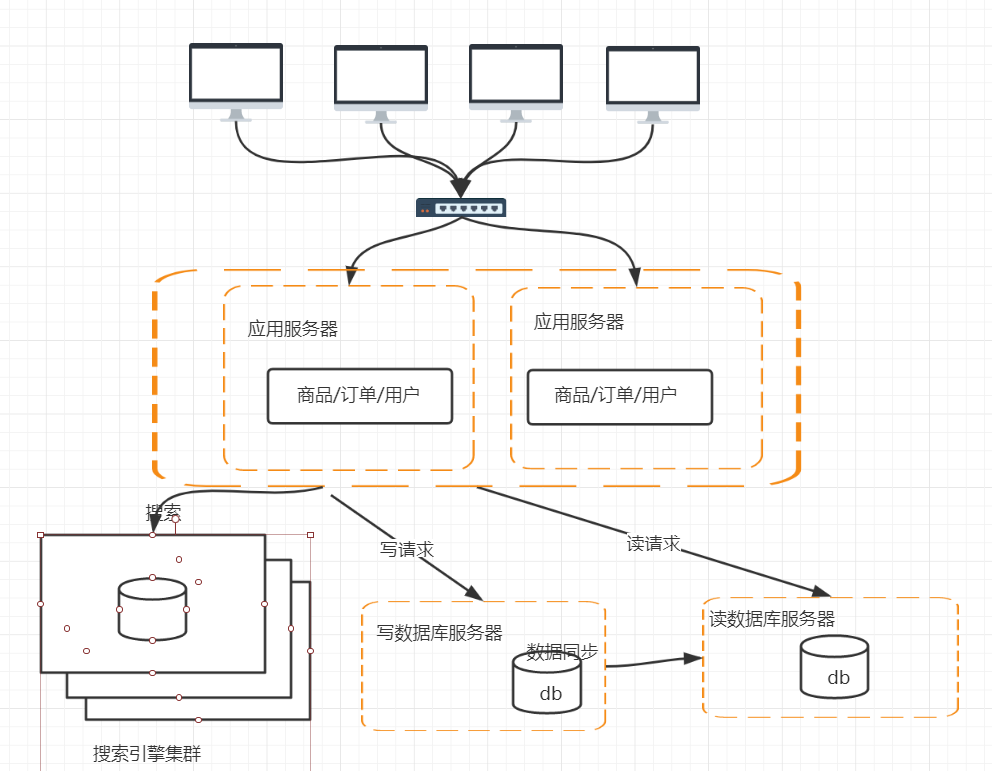 应用服务器
应用服务器
商品/订单/用户
商品/订单/用户
搜索
写请求
读请求
写数据库服务器
读数据库服务器
数据同步
db
db
搜索引擎集群